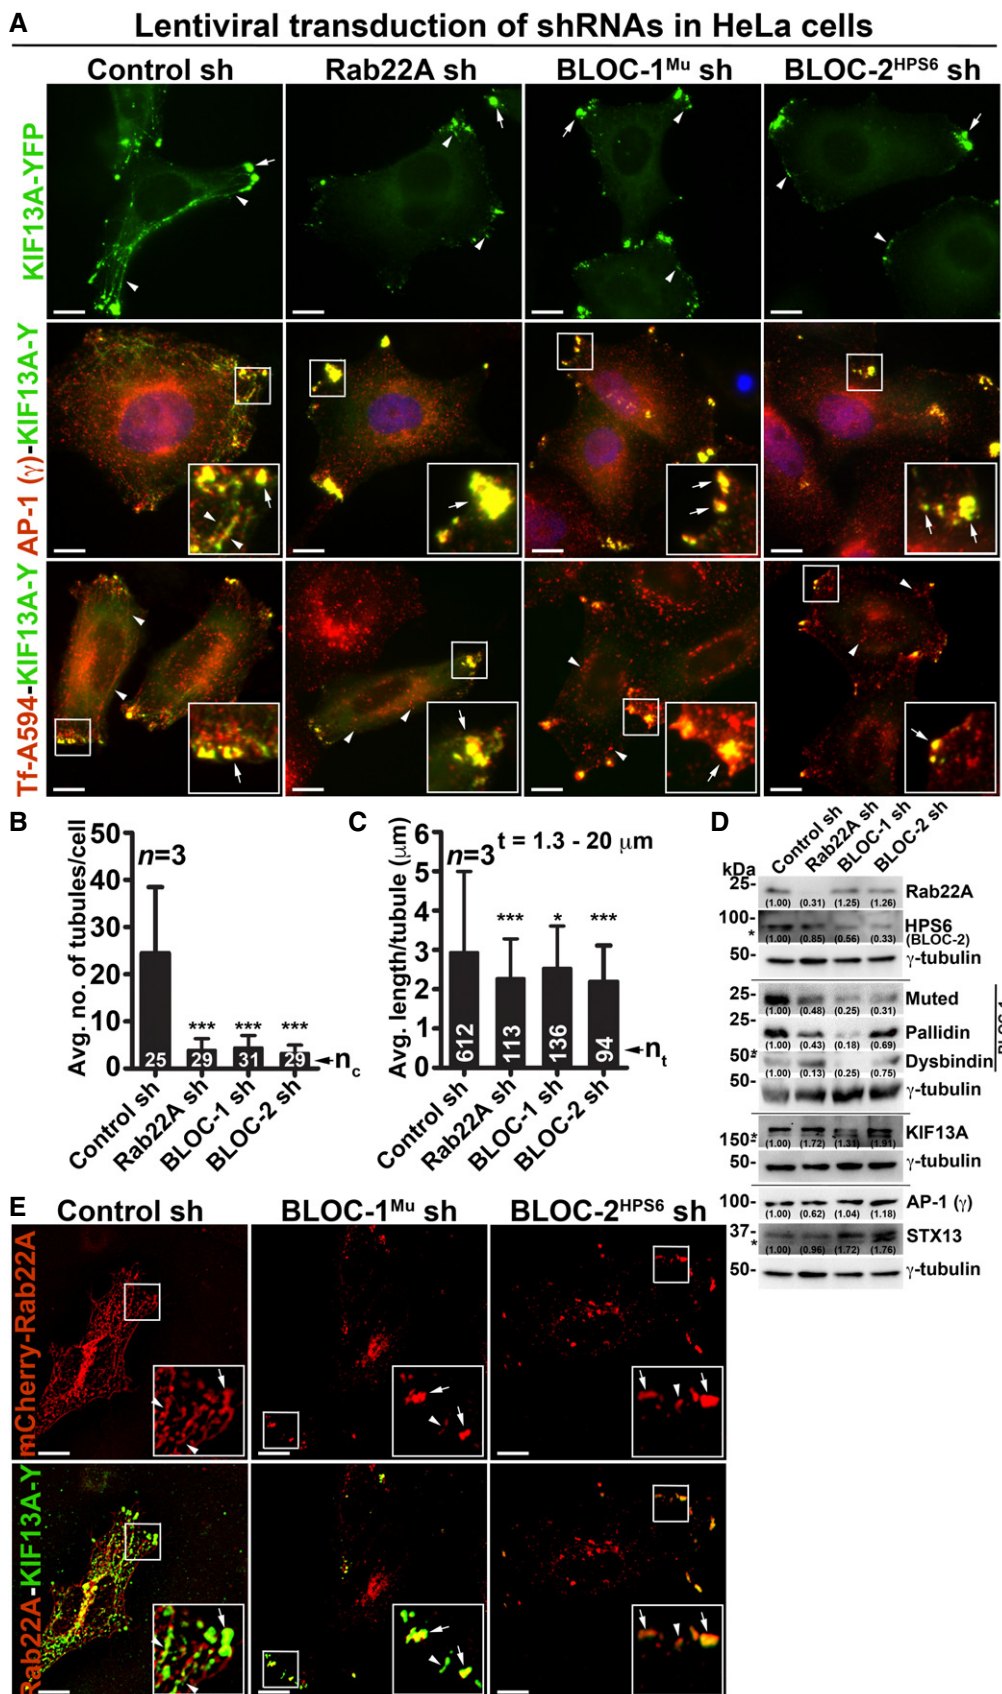 A
Lentiviral transduction of shRNAs in HeLa cells
Control sh
Rab22A sh
BLOC-1Mu sh
BLOC-2HPS6 sh
KIF13A-YFP
AP-1 (γ)-KIF13A-Y
Tf-A594-KIF13A-Y
B
Avg. no. of tubules/cell
50
40
30
20
10
0
n=3
***
***
***
25
29
31
29
nc
Control sh
Rab22A sh
BLOC-1 sh
BLOC-2 sh
C
Avg. length/tubule (μm)
6
5
4
3
2
1
0
n=3
t = 1.3 - 20 μm
***
*
***
612
113
136
94
nt
Control sh
Rab22A sh
BLOC-1 sh
BLOC-2 sh
D
Control sh
Rab22A sh
BLOC-1 sh
BLOC-2 sh
kDa
25-
Rab22A
(1.00) (0.31) (1.25) (1.26)
100-
*
HPS6
(BLOC-2)
(1.00) (0.85) (0.56) (0.33)
50-
γ-tubulin
25-
Muted
(1.00) (0.48) (0.25) (0.31)
25-
Pallidin
(1.00) (0.43) (0.18) (0.69)
50-
*
Dysbindin
(1.00) (0.13) (0.25) (0.75)
BLOC-1
50-
γ-tubulin
*
150-
KIF13A
(1.00) (1.72) (1.31) (1.91)
50-
γ-tubulin
100-
AP-1 (γ)
(1.00) (0.62) (1.04) (1.18)
37-
*
STX13
(1.00) (0.96) (1.72) (1.76)
50-
γ-tubulin
E
Control sh
BLOC-1Mu sh
BLOC-2HPS6 sh
mCherry-Rab22A
Rab22A-KIF13A-Y